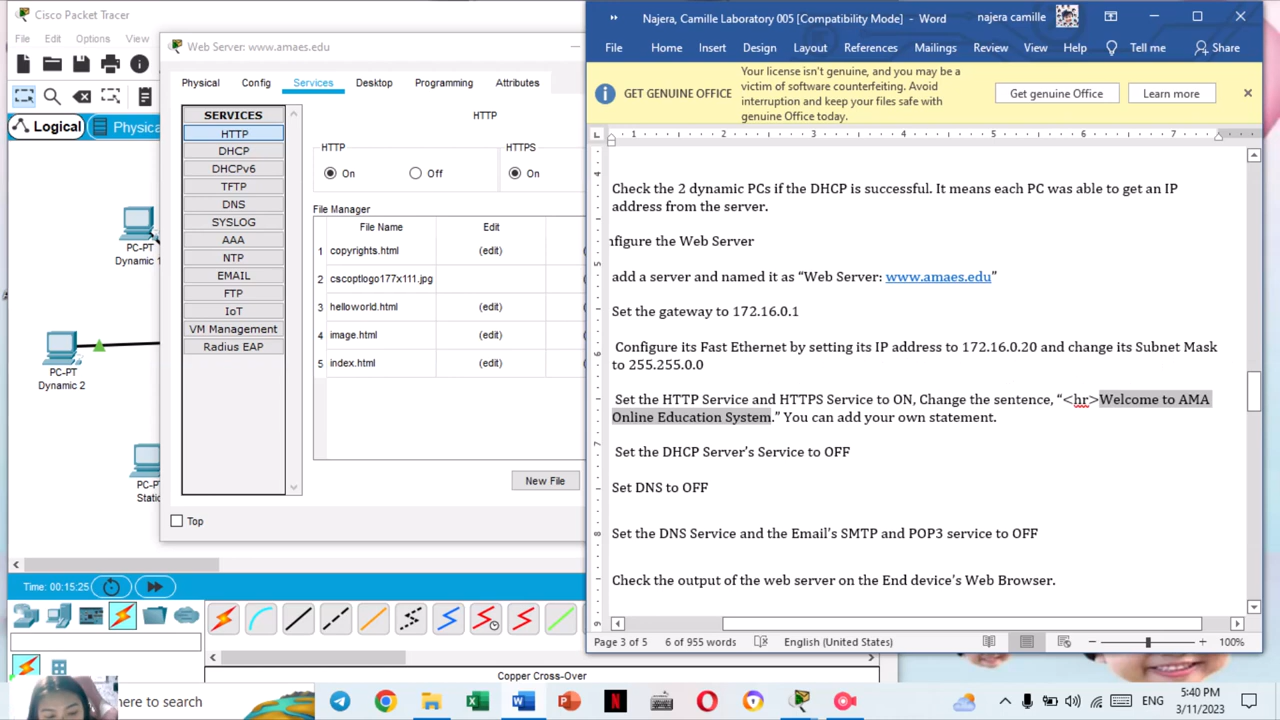 Cisco Packet Tracer
File Edit Options View
Logical
Physica
PC-PT
Dynamic 1
PC-PT
Dynamic 2
PC-P
Static
Time: 00:15:25
Copper Cross-Over
Web Server: www.amaes.edu
Physical Config Services Desktop Programming Attributes
SERVICES
HTTP
DHCP
DHCPv6
TFTP
DNS
SYSLOG
AAA
NTP
EMAIL
FTP
IoT
VM Management
Radius EAP
HTTP
HTTP
On Off
HTTPS
On
File Manager
File Name Edit
1 copyrights.html (edit)
2 cscoptlogo177x111.jpg
3 helloworld.html (edit)
4 image.html (edit)
5 index.html (edit)
New File
Top
Najera, Camille Laboratory 005 [Compatibility Mode] - Word
najera camille
File Home Insert Design Layout References Mailings Review View Help Tell me Share
GET GENUINE OFFICE
Your license isn't genuine, and you may be a
victim of software counterfeiting. Avoid
interruption and keep your files safe with
genuine Office today.
Get genuine Office
Learn more
1 2 3 4 5 6 7
Check the 2 dynamic PCs if the DHCP is successful. It means each PC was able to get an IP
address from the server.
nfigure the Web Server
add a server and named it as “Web Server: www.amaes.edu”
Set the gateway to 172.16.0.1
Configure its Fast Ethernet by setting its IP address to 172.16.0.20 and change its Subnet Mask
to 255.255.0.0
Set the HTTP Service and HTTPS Service to ON, Change the sentence, “<hr>Welcome to AMA
Online Education System.” You can add your own statement.
Set the DHCP Server’s Service to OFF
Set DNS to OFF
Set the DNS Service and the Email’s SMTP and POP3 service to OFF
Check the output of the web server on the End device’s Web Browser.
Page 3 of 5 6 of 955 words English (United States) 100%
here to search
ENG
5:40 PM
3/11/2023